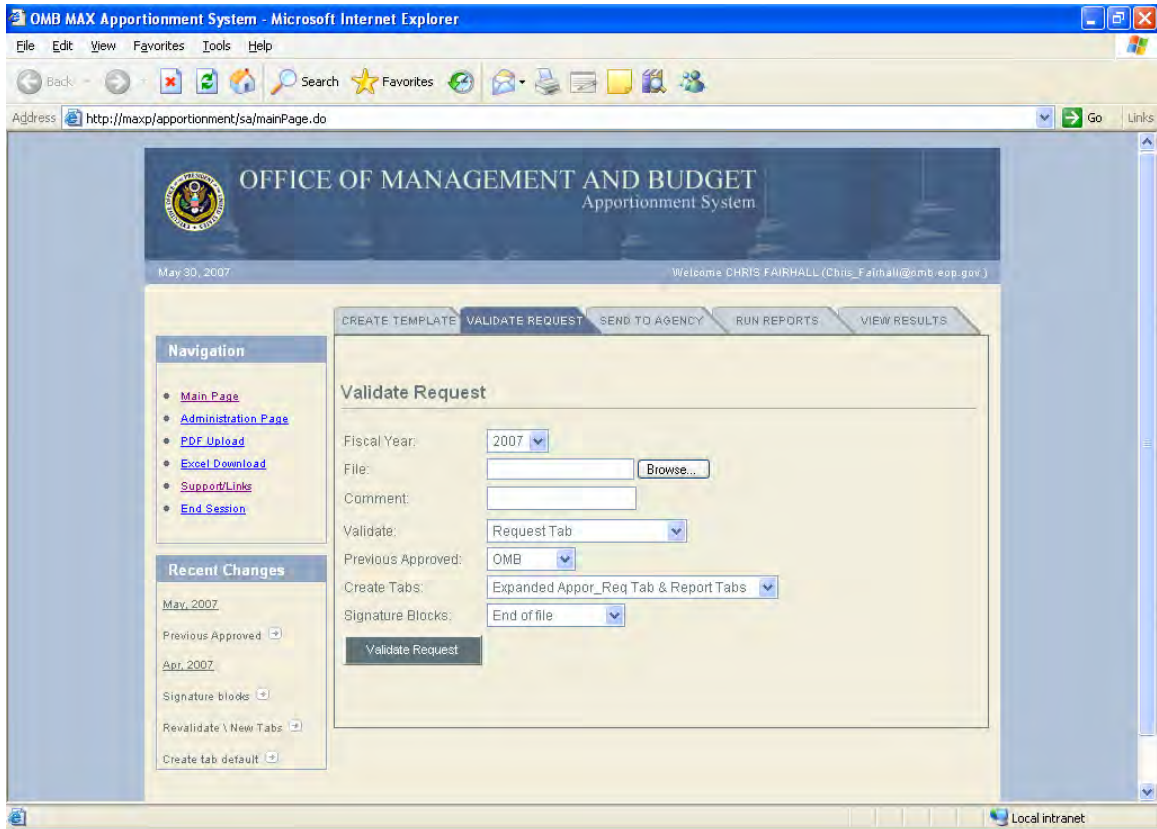 OMB MAX Apportionment System - Microsoft Internet Explorer
File Edit View Favorites Tools Help
Back Search Favorites
Address http://maxp/apportionment/sa/mainPage.do Go Links
OFFICE OF MANAGEMENT AND BUDGET
Apportionment System
May 30, 2007 Welcome CHRIS FAIRHALL (Chris_Fairhall@omb.eop.gov )
CREATE TEMPLATE VALIDATE REQUEST SEND TO AGENCY RUN REPORTS VIEW RESULTS
Navigation
Main Page
Administration Page
PDF Upload
Excel Download
Support/Links
End Session
Recent Changes
May, 2007
Previous Approved
Apr, 2007
Signature blocks
Revalidate \ New Tabs
Create tab default
Validate Request
Fiscal Year: 2007
File: Browse...
Comment:
Validate: Request Tab
Previous Approved: OMB
Create Tabs: Expanded Appor_Req Tab & Report Tabs
Signature Blocks: End of file
Validate Request
Local intranet